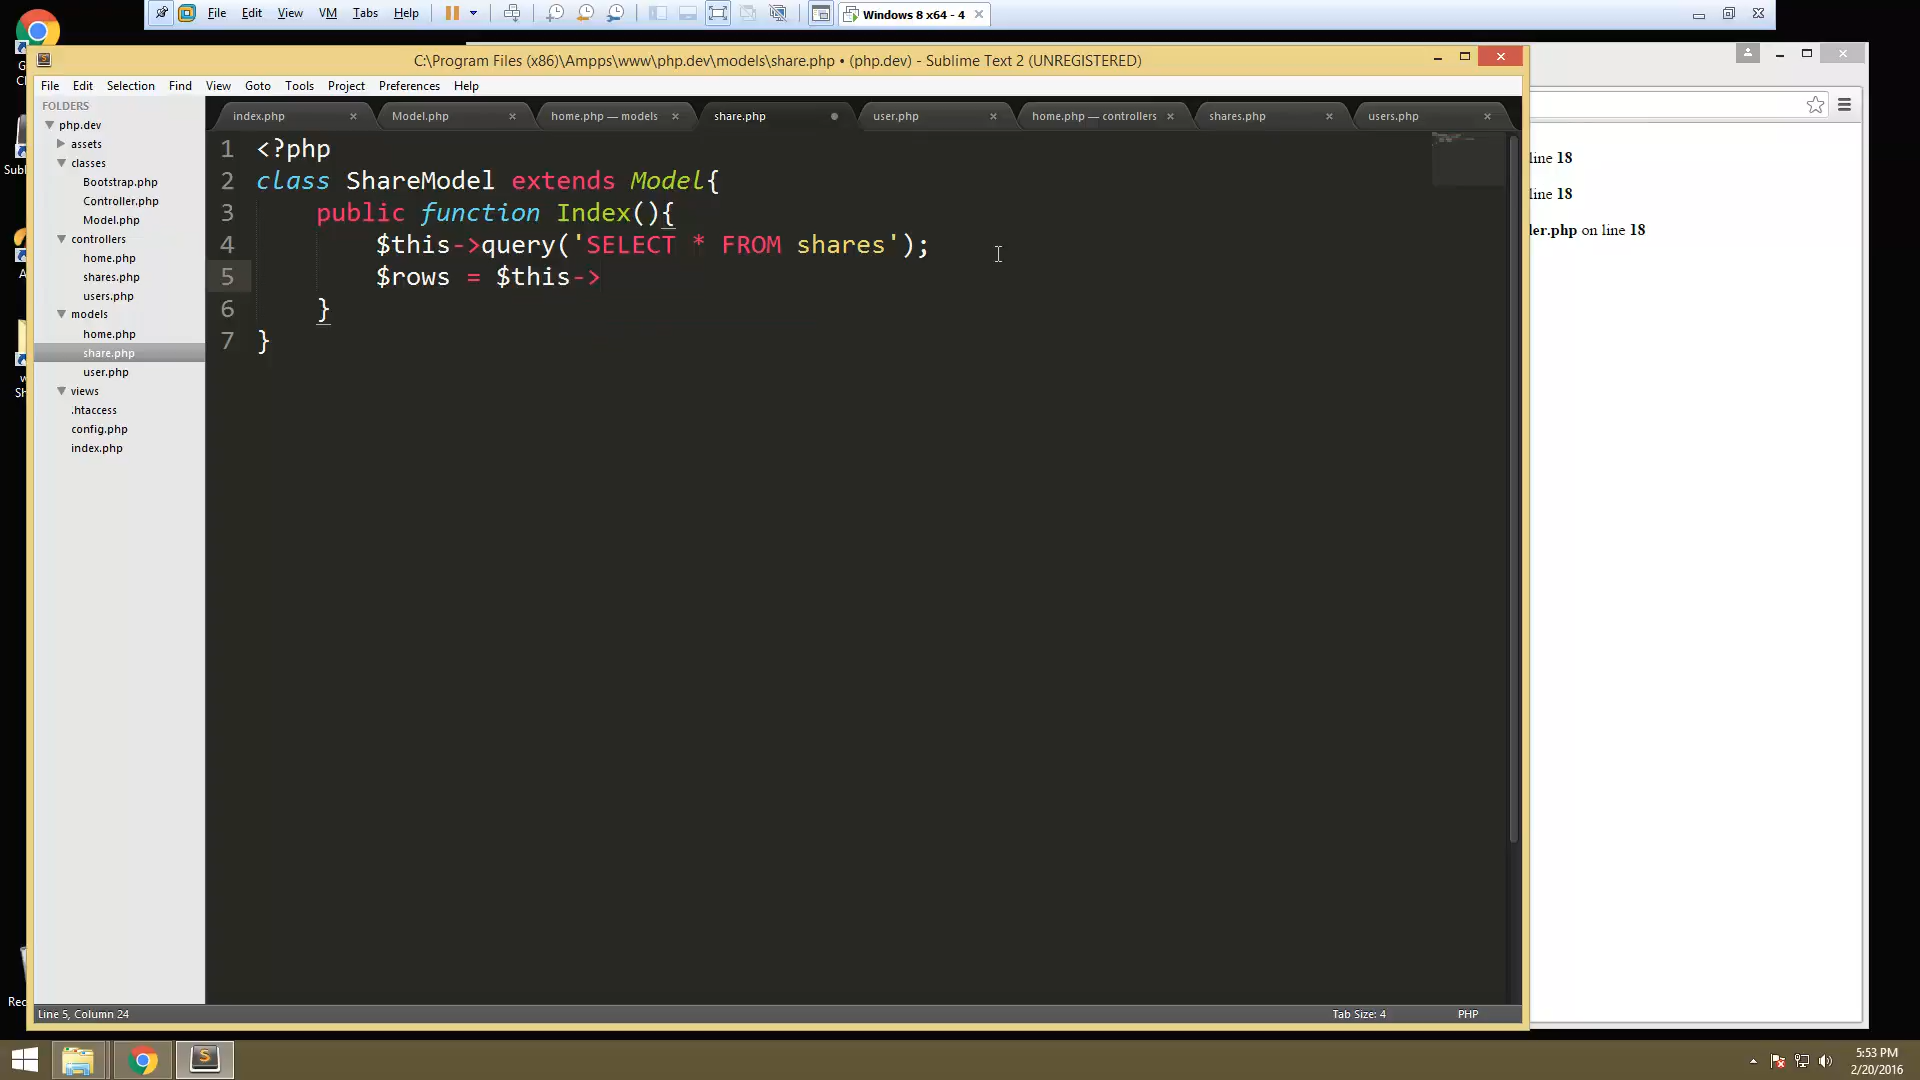 File Edit View VM Tabs Help
Windows 8 x64 - 4
C:\Program Files (x86)\Ampps\www\php.dev\models\share.php • (php.dev) - Sublime Text 2 (UNREGISTERED)
File Edit Selection Find View Goto Tools Project Preferences Help
FOLDERS
php.dev
assets
classes
Bootstrap.php
Controller.php
Model.php
controllers
home.php
shares.php
users.php
models
home.php
share.php
user.php
views
.htaccess
config.php
index.php
index.php Model.php home.php — models share.php user.php home.php — controllers shares.php users.php
1 <?php
2 class ShareModel extends Model{
3 public function Index(){
4 $this->query('SELECT * FROM shares');
5 $rows = $this->
6 }
7 }
line 18
line 18
ler.php on line 18
Line 5, Column 24
Tab Size: 4
PHP
5:53 PM
2/20/2016